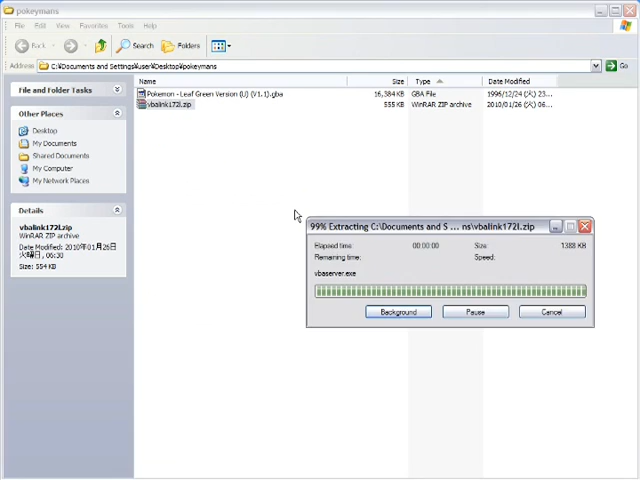 pokeymans
File Edit View Favorites Tools Help
Back Search Folders
Address C:¥Documents and Settings¥user¥Desktop¥pokeymans Go
File and Folder Tasks
Other Places
Desktop
My Documents
Shared Documents
My Computer
My Network Places
Details
vbalink172l.zip
WinRAR ZIP archive
Date Modified: 2010年01月26日
火曜日, 06:30
Size: 554 KB
Name Size Type Date Modified
Pokemon - Leaf Green Version (U) (V1.1).gba 16,384 KB GBA File 1996/12/24 (火) 23...
vbalink172l.zip 555 KB WinRAR ZIP archive 2010/01/26 (火) 06...
99% Extracting C:\Documents and S ... ns\vbalink172l.zip
Elapsed time: 00:00:00 Size: 1388 KB
Remaining time: Speed:
vbaserver.exe
Background Pause Cancel